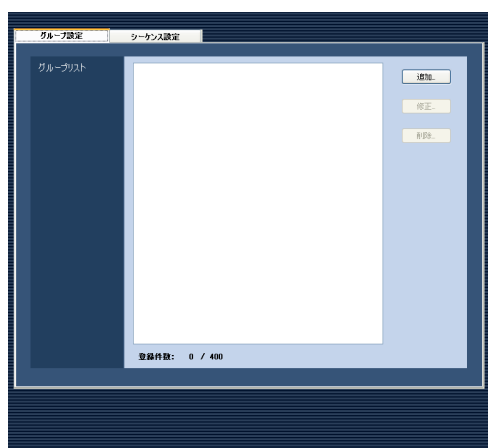 グループ設定
シーケンス設定
グループリスト
追加...
修正...
削除...
登録件数: 0 / 400